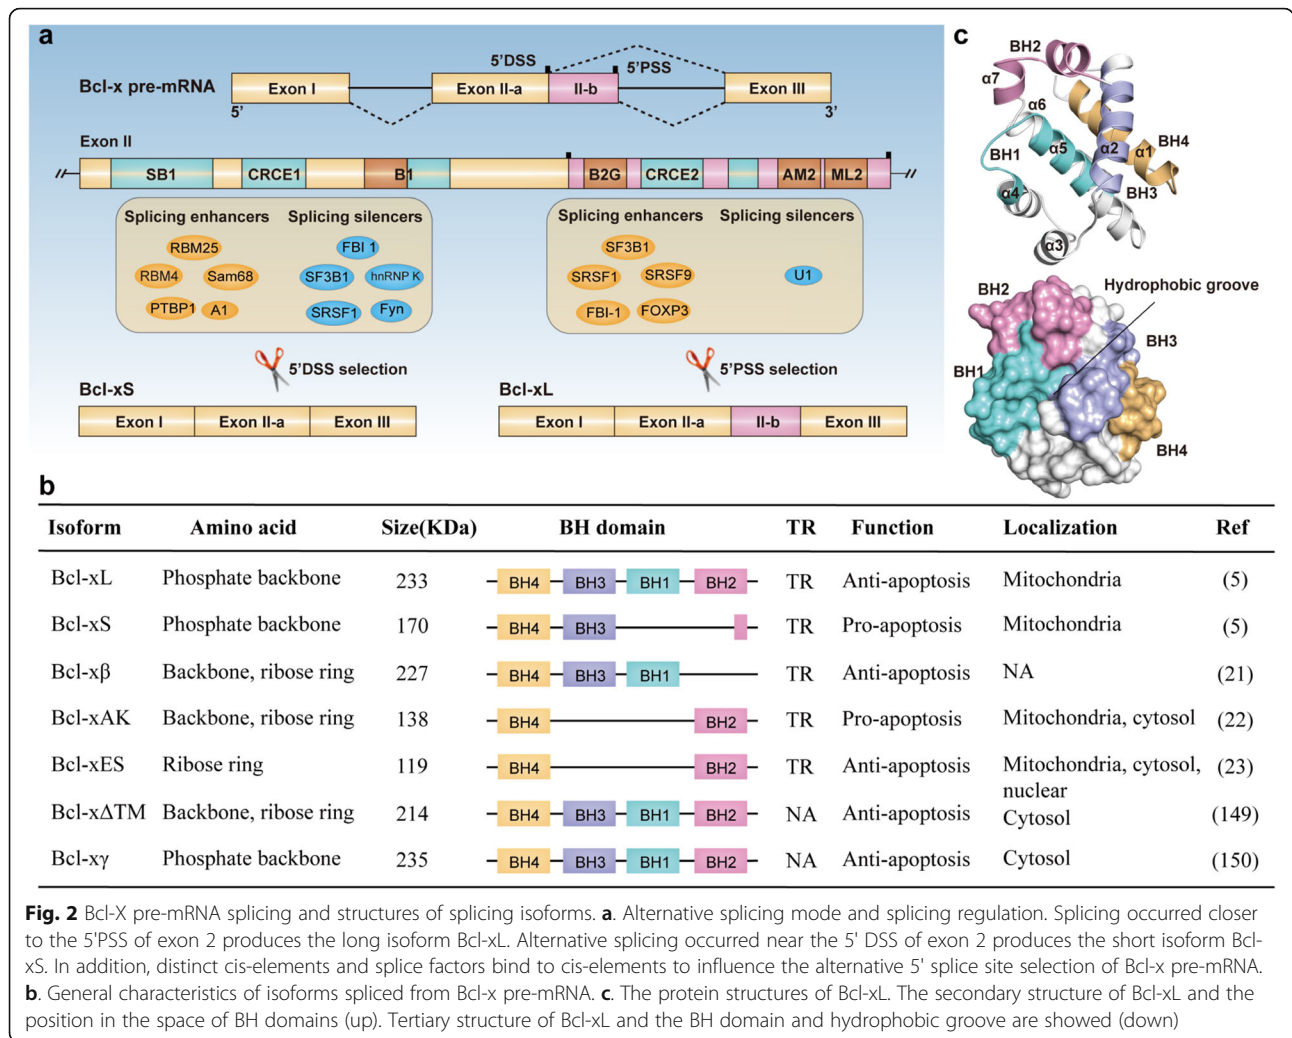 a
5'DSS
5'PSS
Bcl-x pre-mRNA
Exon I
Exon II-a
II-b
Exon III
5'
3'
Exon II
SB1
CRCE1
B1
B2G
CRCE2
AM2
ML2
Splicing enhancers
Splicing silencers
RBM25
RBM4
Sam68
PTBP1
A1
FBI 1
SF3B1
hnRNP K
SRSF1
Fyn
Splicing enhancers
Splicing silencers
SF3B1
SRSF1
SRSF9
FBI-1
FOXP3
U1
5'DSS selection
5'PSS selection
Bcl-xS
Exon I
Exon II-a
Exon III
Bcl-xL
Exon I
Exon II-a
II-b
Exon III
c
BH2
α7
α6
BH1
α5
α2
α1
BH4
α4
BH3
α3
Hydrophobic groove
BH2
BH3
BH1
BH4
b
Isoform Amino acid Size(KDa) BH domain TR Function Localization Ref
Bcl-xL Phosphate backbone 233 BH4 BH3 BH1 BH2 TR Anti-apoptosis Mitochondria (5)
Bcl-xS Phosphate backbone 170 BH4 BH3 TR Pro-apoptosis Mitochondria (5)
Bcl-xβ Backbone, ribose ring 227 BH4 BH3 BH1 TR Anti-apoptosis NA (21)
Bcl-xAK Backbone, ribose ring 138 BH4 BH2 TR Pro-apoptosis Mitochondria, cytosol (22)
Bcl-xES Ribose ring 119 BH4 BH2 TR Anti-apoptosis Mitochondria, cytosol, (23)
nuclear
Bcl-xΔTM Backbone, ribose ring 214 BH4 BH3 BH1 BH2 NA Anti-apoptosis Cytosol (149)
Bcl-xγ Phosphate backbone 235 BH4 BH3 BH1 BH2 NA Anti-apoptosis Cytosol (150)
Fig. 2 Bcl-X pre-mRNA splicing and structures of splicing isoforms. a. Alternative splicing mode and splicing regulation. Splicing occurred closer
to the 5'PSS of exon 2 produces the long isoform Bcl-xL. Alternative splicing occurred near the 5' DSS of exon 2 produces the short isoform Bcl-
xS. In addition, distinct cis-elements and splice factors bind to cis-elements to influence the alternative 5' splice site selection of Bcl-x pre-mRNA.
b. General characteristics of isoforms spliced from Bcl-x pre-mRNA. c. The protein structures of Bcl-xL. The secondary structure of Bcl-xL and the
position in the space of BH domains (up). Tertiary structure of Bcl-xL and the BH domain and hydrophobic groove are showed (down)